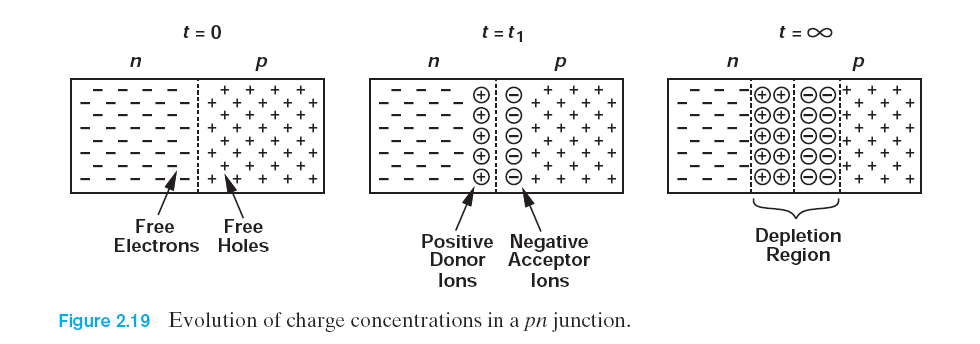 t = 0
t = t1
t = ∞
n
p
n
p
n
p
Free
Electrons
Free
Holes
Positive
Donor
Ions
Negative
Acceptor
Ions
Depletion
Region
Figure 2.19 Evolution of charge concentrations in a pn junction.